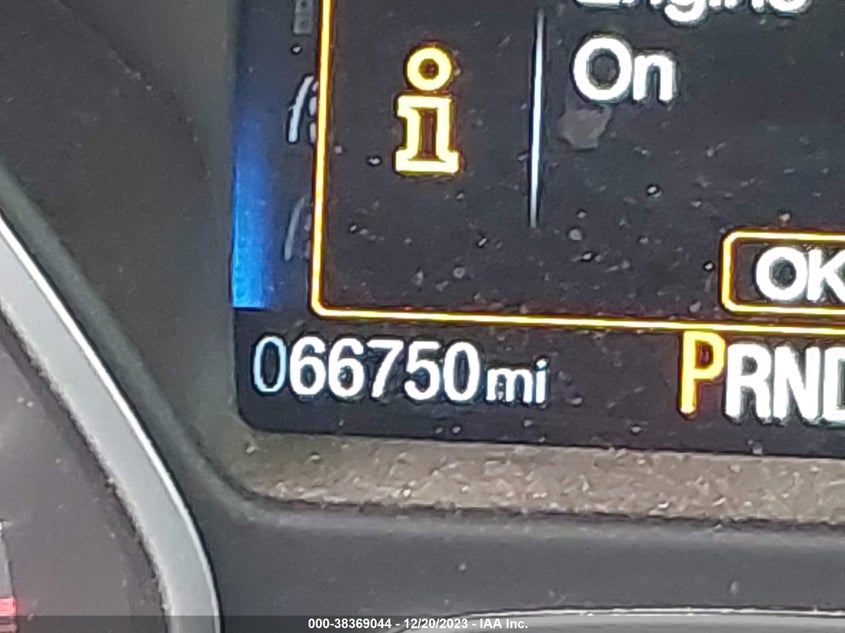 On
OK
066750mi
PRND
000-38369044 - 12/20/2023 - IAA Inc.